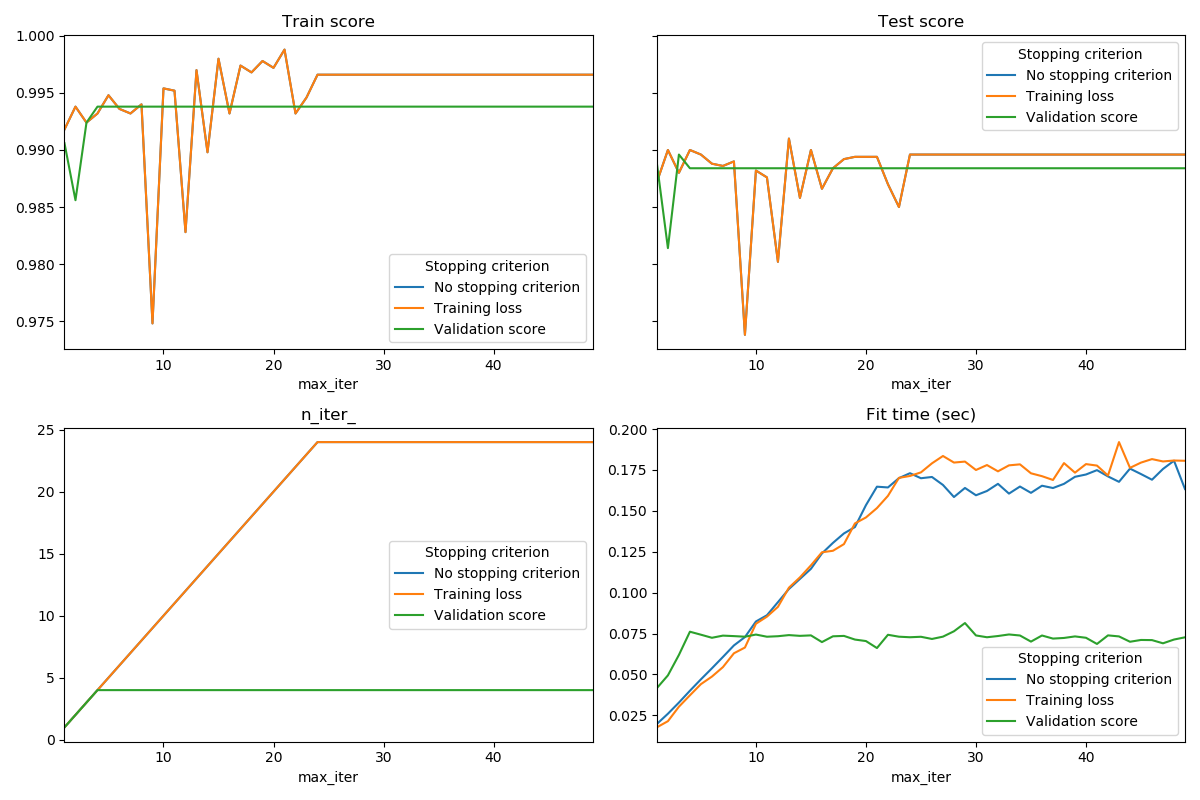 Train score
1.000
0.995
0.990
0.985
0.980
0.975
Stopping criterion
No stopping criterion
Training loss
Validation score
10 20 30 40
max_iter
Test score
Stopping criterion
No stopping criterion
Training loss
Validation score
10 20 30 40
max_iter
n_iter_
25
20
15
10
5
0
Stopping criterion
No stopping criterion
Training loss
Validation score
10 20 30 40
max_iter
Fit time (sec)
0.200
0.175
0.150
0.125
0.100
0.075
0.050
0.025
Stopping criterion
No stopping criterion
Training loss
Validation score
10 20 30 40
max_iter